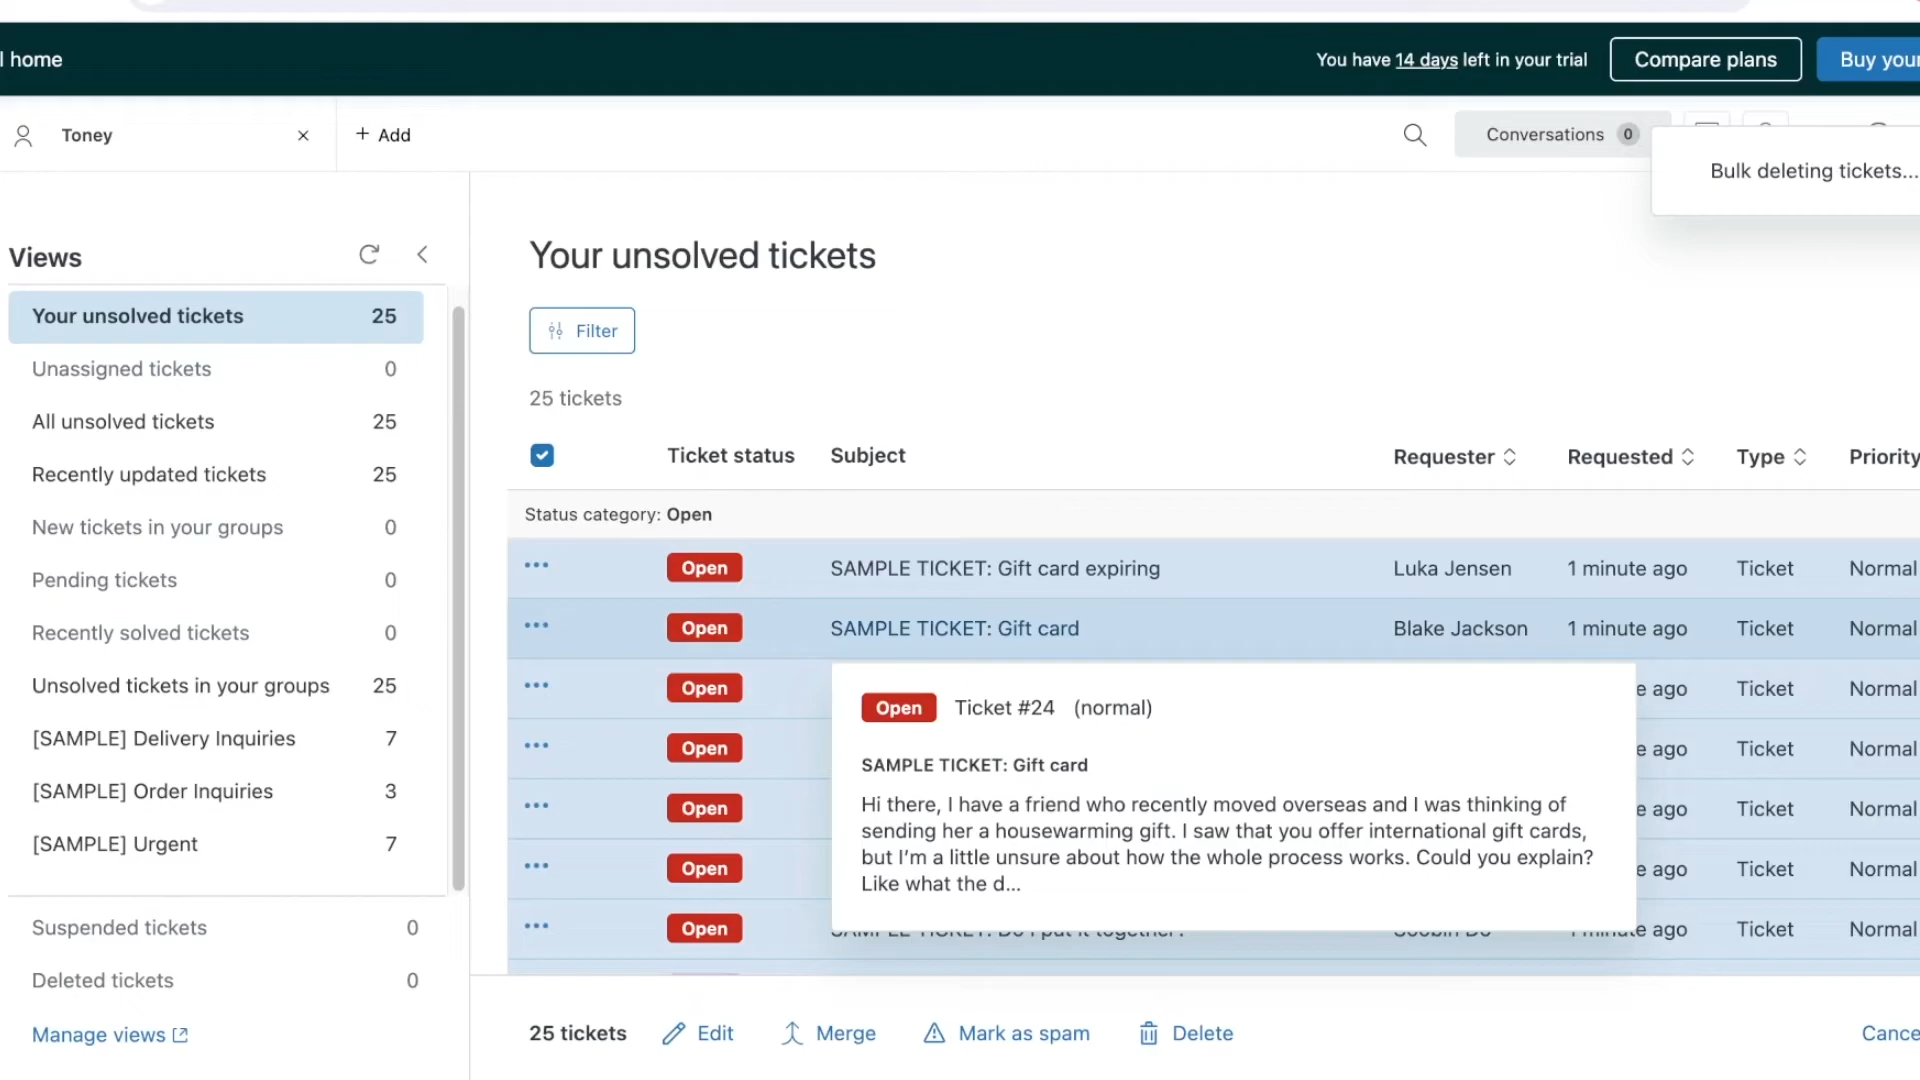 l home
You have 14 days left in your trial
Compare plans
Buy your
Toney
+ Add
Conversations 0
Bulk deleting tickets...
Views
Your unsolved tickets 25
Unassigned tickets 0
All unsolved tickets 25
Recently updated tickets 25
New tickets in your groups 0
Pending tickets 0
Recently solved tickets 0
Unsolved tickets in your groups 25
[SAMPLE] Delivery Inquiries 7
[SAMPLE] Order Inquiries 3
[SAMPLE] Urgent 7
Suspended tickets 0
Deleted tickets 0
Manage views
Your unsolved tickets
Filter
25 tickets
Ticket status Subject Requester Requested Type Priority
Status category: Open
Open SAMPLE TICKET: Gift card expiring Luka Jensen 1 minute ago Ticket Normal
Open SAMPLE TICKET: Gift card Blake Jackson 1 minute ago Ticket Normal
Open e ago Ticket Normal
Open e ago Ticket Normal
Open e ago Ticket Normal
Open e ago Ticket Normal
Open minute ago Ticket Normal
Open Ticket #24 (normal)
SAMPLE TICKET: Gift card
Hi there, I have a friend who recently moved overseas and I was thinking of
sending her a housewarming gift. I saw that you offer international gift cards,
but I'm a little unsure about how the whole process works. Could you explain?
Like what the d...
25 tickets Edit Merge Mark as spam Delete Cance